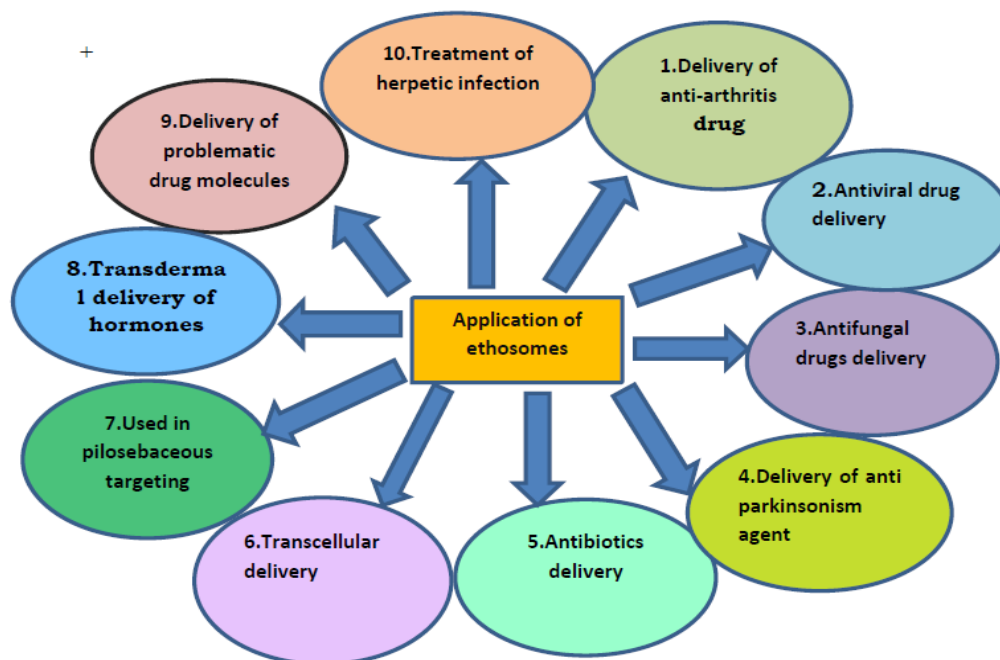 +
10.Treatment of
herpetic infection
1.Delivery of
anti-arthritis
drug
9.Delivery of
problematic
drug molecules
2.Antiviral drug
delivery
8.Transderma
l delivery of
hormones
Application of
ethosomes
3.Antifungal
drugs delivery
7.Used in
pilosebaceous
targeting
4.Delivery of anti
parkinsonism
agent
6.Transcellular
delivery
5.Antibiotics
delivery